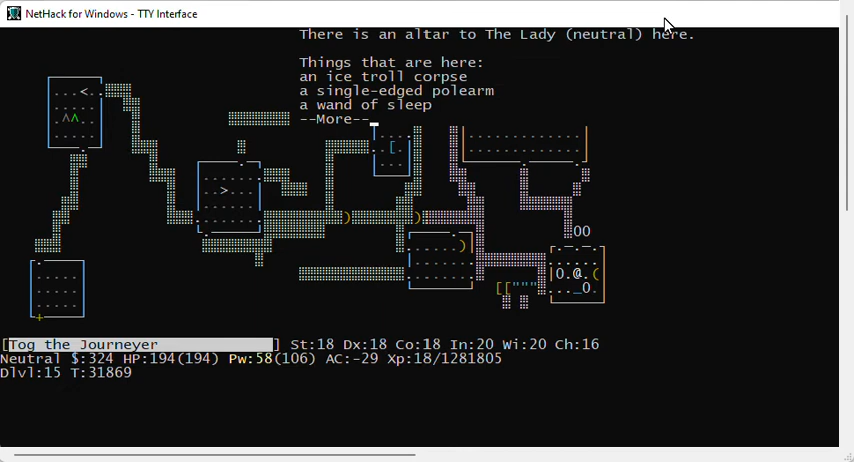 NetHack for Windows - TTY Interface
There is an altar to The Lady (neutral) here.
Things that are here:
an ice troll corpse
a single-edged polearm
a wand of sleep
--More--
[Tog the Journeyer ] St:18 Dx:18 Co:18 In:20 Wi:20 Ch:16
Neutral $:324 HP:194(194) Pw:58(106) AC:-29 Xp:18/1281805
Dlvl:15 T:31869